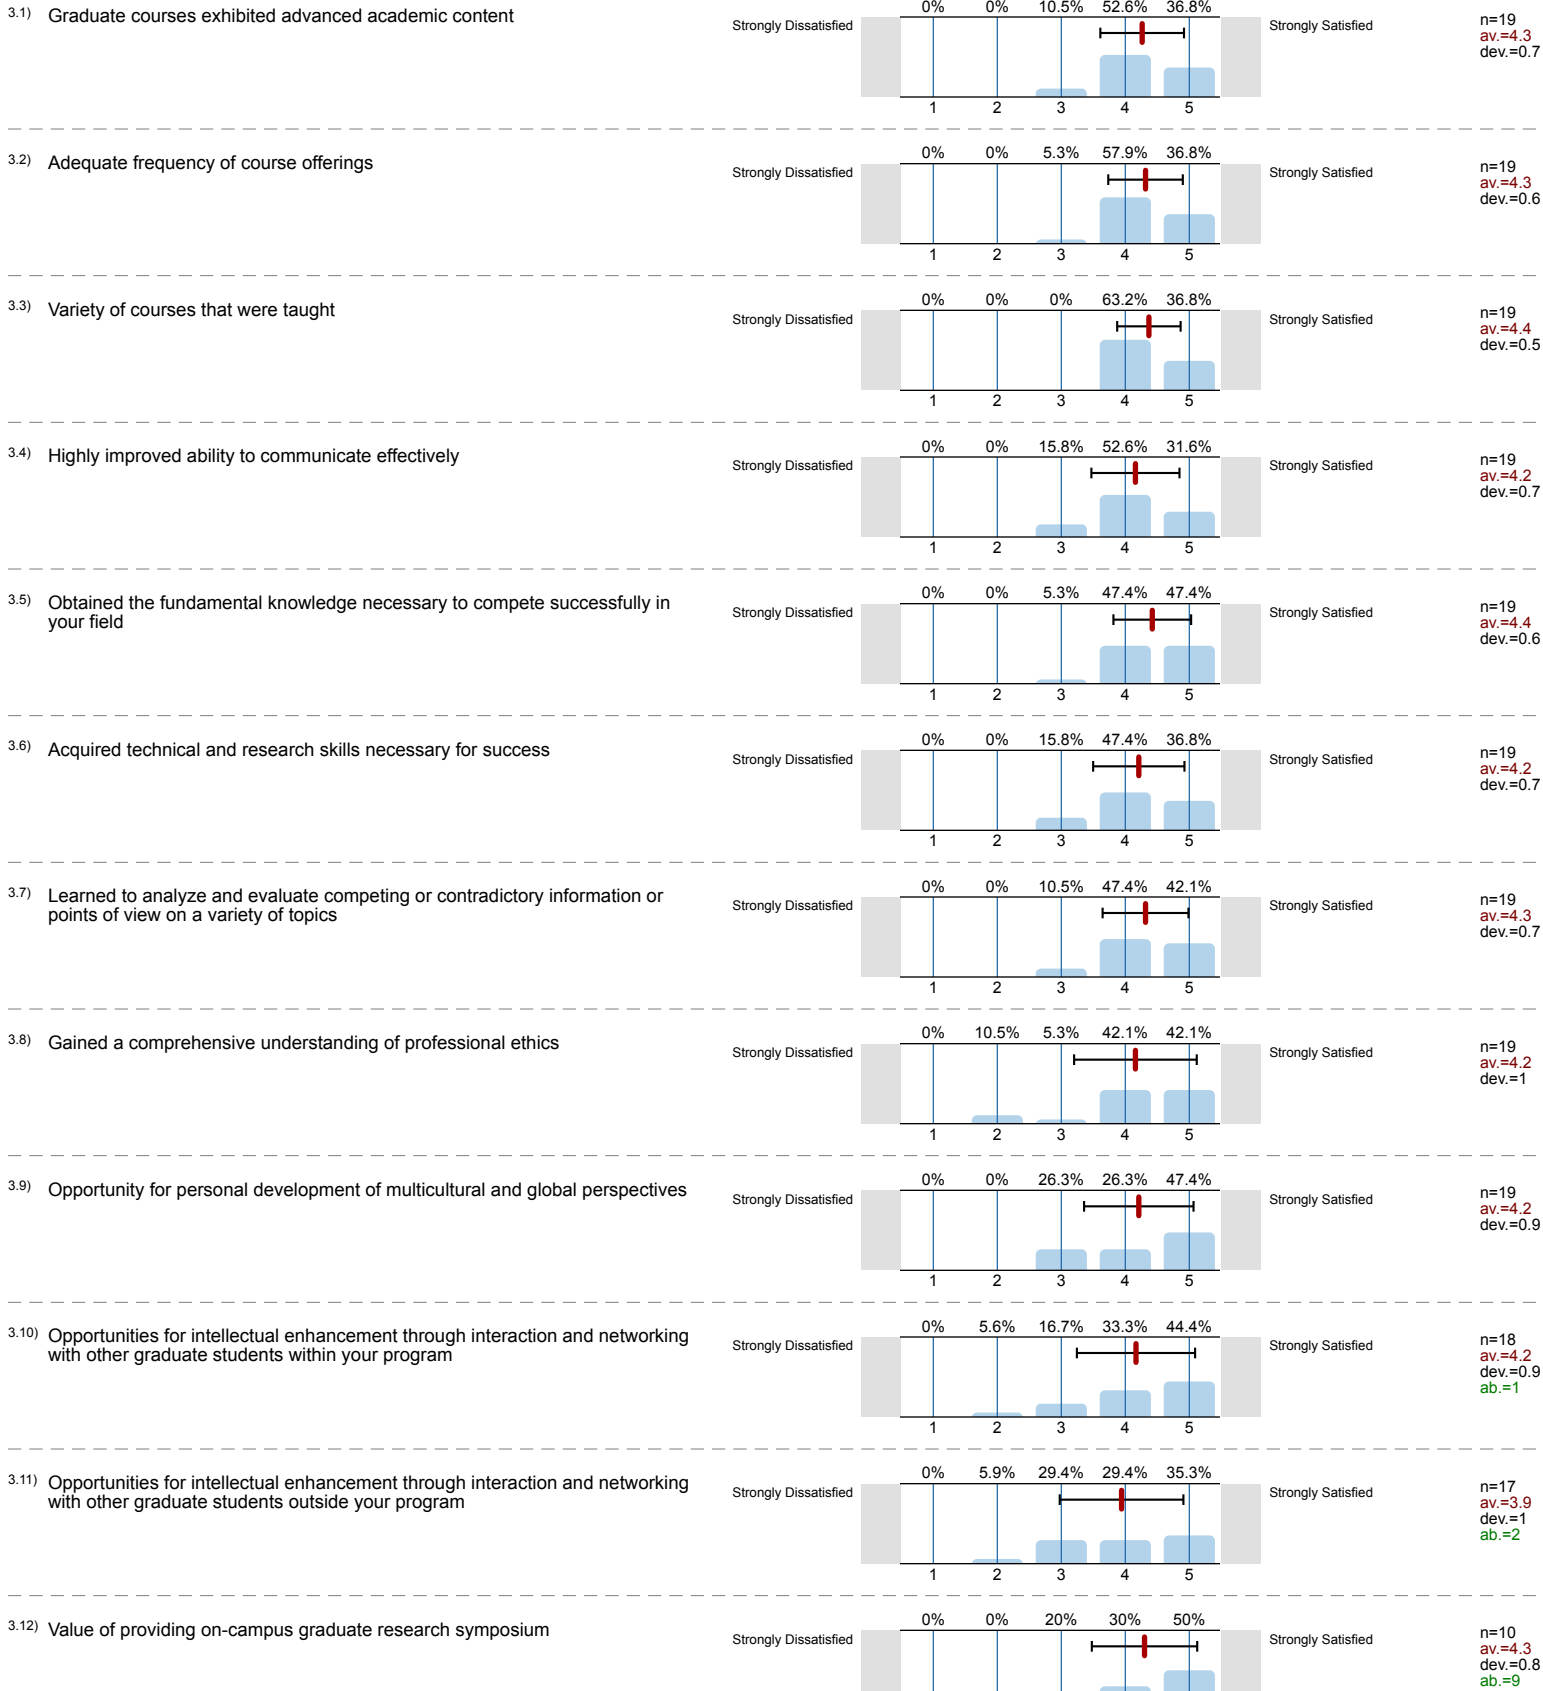 3.1) Graduate courses exhibited advanced academic content
0% 0% 10.5% 52.6% 36.8%
Strongly Dissatisfied Strongly Satisfied
n=19
av.=4.3
dev.=0.7
1 2 3 4 5
3.2) Adequate frequency of course offerings
0% 0% 5.3% 57.9% 36.8%
Strongly Dissatisfied Strongly Satisfied
n=19
av.=4.3
dev.=0.6
1 2 3 4 5
3.3) Variety of courses that were taught
0% 0% 0% 63.2% 36.8%
Strongly Dissatisfied Strongly Satisfied
n=19
av.=4.4
dev.=0.5
1 2 3 4 5
3.4) Highly improved ability to communicate effectively
0% 0% 15.8% 52.6% 31.6%
Strongly Dissatisfied Strongly Satisfied
n=19
av.=4.2
dev.=0.7
1 2 3 4 5
3.5) Obtained the fundamental knowledge necessary to compete successfully in
your field
0% 0% 5.3% 47.4% 47.4%
Strongly Dissatisfied Strongly Satisfied
n=19
av.=4.4
dev.=0.6
1 2 3 4 5
3.6) Acquired technical and research skills necessary for success
0% 0% 15.8% 47.4% 36.8%
Strongly Dissatisfied Strongly Satisfied
n=19
av.=4.2
dev.=0.7
1 2 3 4 5
3.7) Learned to analyze and evaluate competing or contradictory information or
points of view on a variety of topics
0% 0% 10.5% 47.4% 42.1%
Strongly Dissatisfied Strongly Satisfied
n=19
av.=4.3
dev.=0.7
1 2 3 4 5
3.8) Gained a comprehensive understanding of professional ethics
0% 10.5% 5.3% 42.1% 42.1%
Strongly Dissatisfied Strongly Satisfied
n=19
av.=4.2
dev.=1
1 2 3 4 5
3.9) Opportunity for personal development of multicultural and global perspectives
0% 0% 26.3% 26.3% 47.4%
Strongly Dissatisfied Strongly Satisfied
n=19
av.=4.2
dev.=0.9
1 2 3 4 5
3.10) Opportunities for intellectual enhancement through interaction and networking
with other graduate students within your program
0% 5.6% 16.7% 33.3% 44.4%
Strongly Dissatisfied Strongly Satisfied
n=18
av.=4.2
dev.=0.9
ab.=1
1 2 3 4 5
3.11) Opportunities for intellectual enhancement through interaction and networking
with other graduate students outside your program
0% 5.9% 29.4% 29.4% 35.3%
Strongly Dissatisfied Strongly Satisfied
n=17
av.=3.9
dev.=1
ab.=2
1 2 3 4 5
3.12) Value of providing on-campus graduate research symposium
0% 0% 20% 30% 50%
Strongly Dissatisfied Strongly Satisfied
n=10
av.=4.3
dev.=0.8
ab.=9